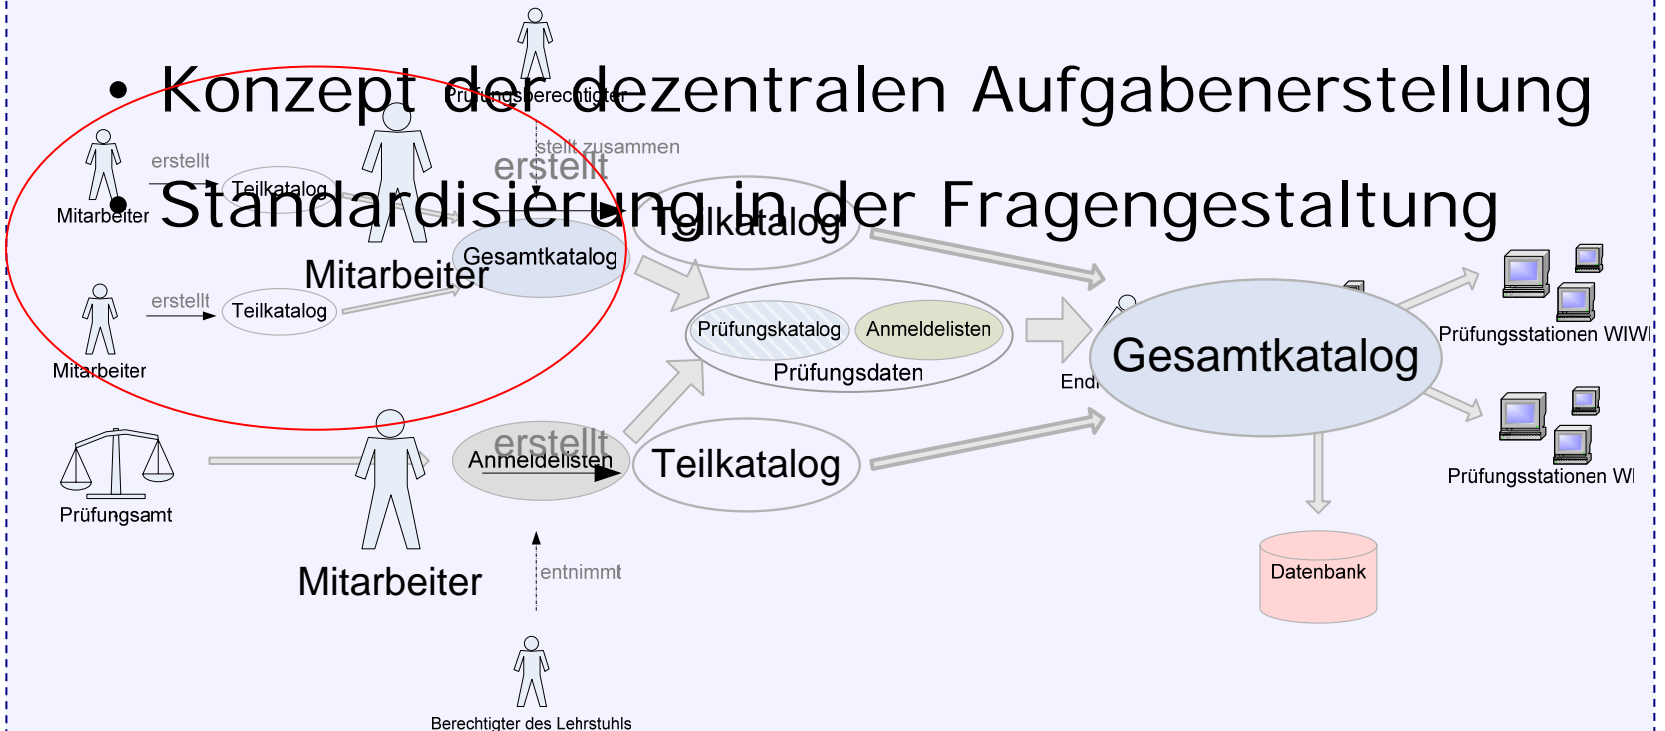 • Konzept der dezentralen Aufgabenerstellung
Prüfungsberechtigter
stellt zusammen
erstellt
erstellt
Teilkatalog
Mitarbeiter
• Standardisierung in der Fragengestaltung
Teilkatalog
Gesamtkatalog
Mitarbeiter
erstellt
Teilkatalog
Mitarbeiter
Prüfungskatalog
Anmeldelisten
Prüfungsdaten
Gesamtkatalog
Prüfungsstationen WIWI
erstellt
Anmeldelisten
Teilkatalog
Prüfungsstationen WI
Prüfungsamt
Mitarbeiter
entnimmt
Datenbank
Berechtigter des Lehrstuhls